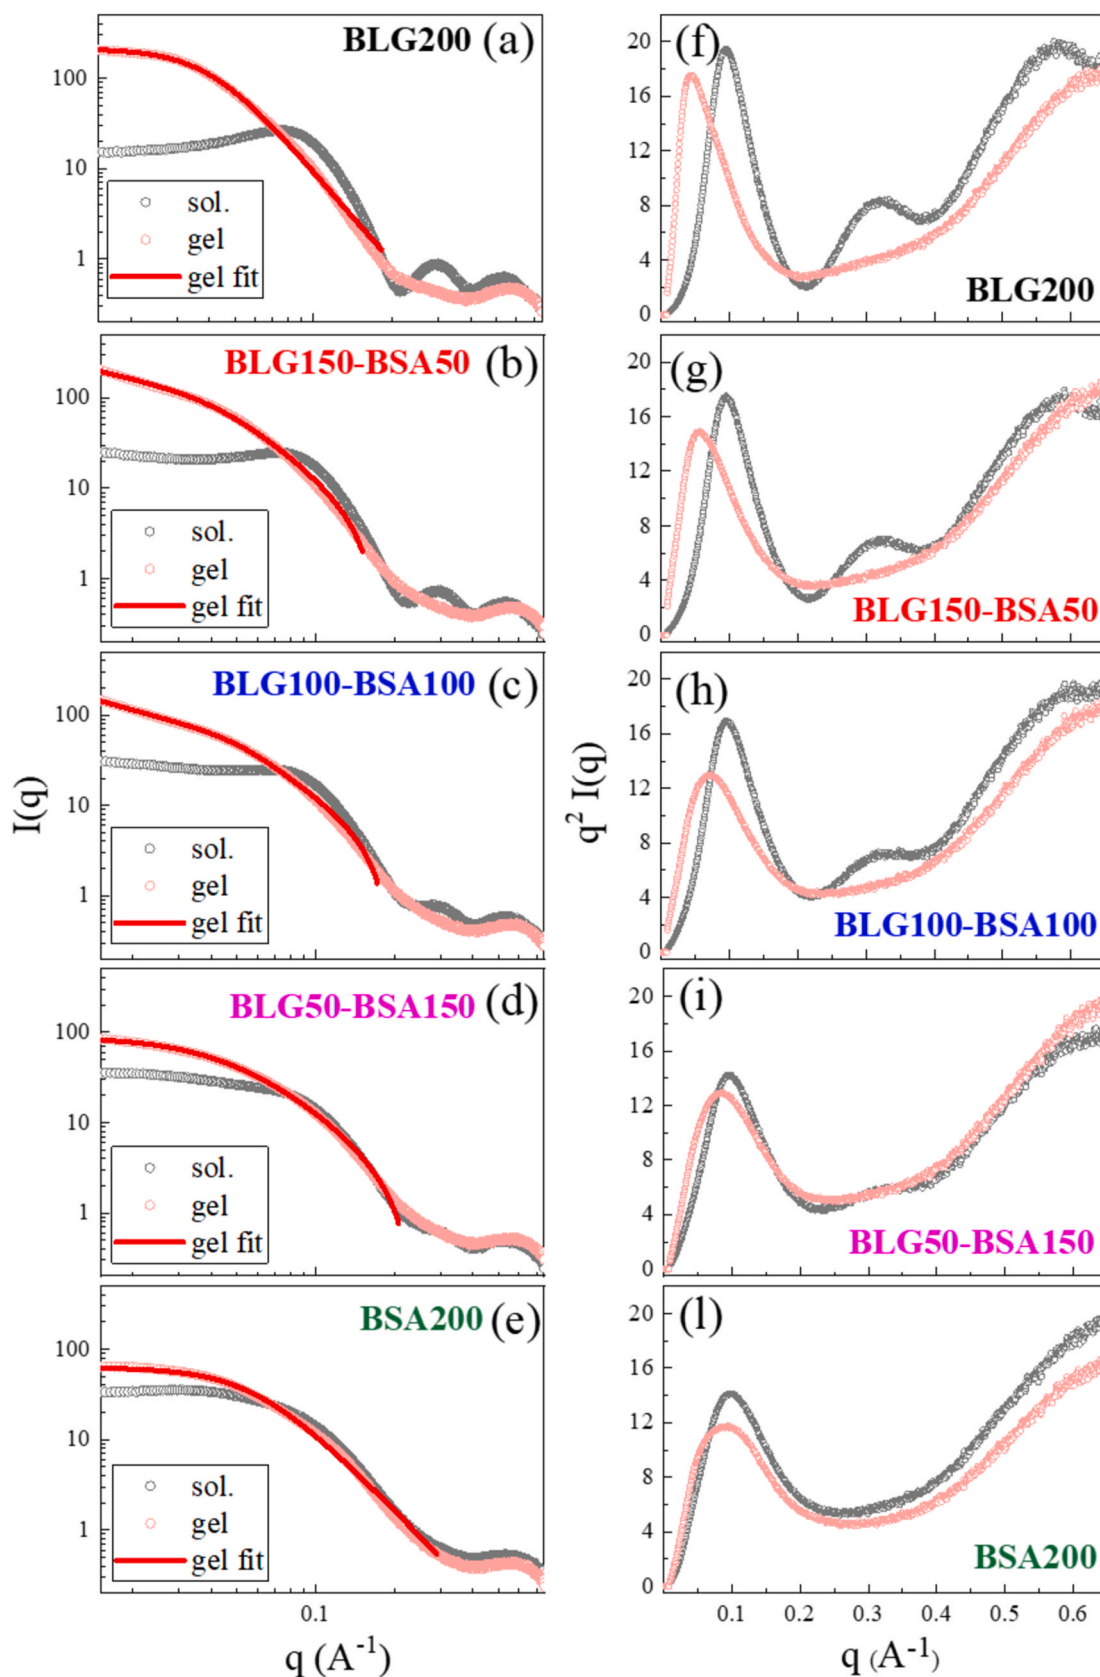 BLG200 (a)
100
10
1
sol.
gel
gel fit
BLG150-BSA50 (b)
100
10
1
sol.
gel
gel fit
BLG100-BSA100 (c)
100
10
1
sol.
gel
gel fit
BLG50-BSA150 (d)
100
10
1
sol.
gel
gel fit
BSA200 (e)
100
10
1
sol.
gel
gel fit
0.1
q (A⁻¹)
I(q)
(f)
20
16
12
8
4
0
BLG200
(g)
20
16
12
8
4
0
BLG150-BSA50
(h)
20
16
12
8
4
0
BLG100-BSA100
(i)
20
16
12
8
4
0
BLG50-BSA150
(l)
20
16
12
8
4
0
BSA200
0.1 0.2 0.3 0.4 0.5 0.6
q (A⁻¹)
q² I(q)